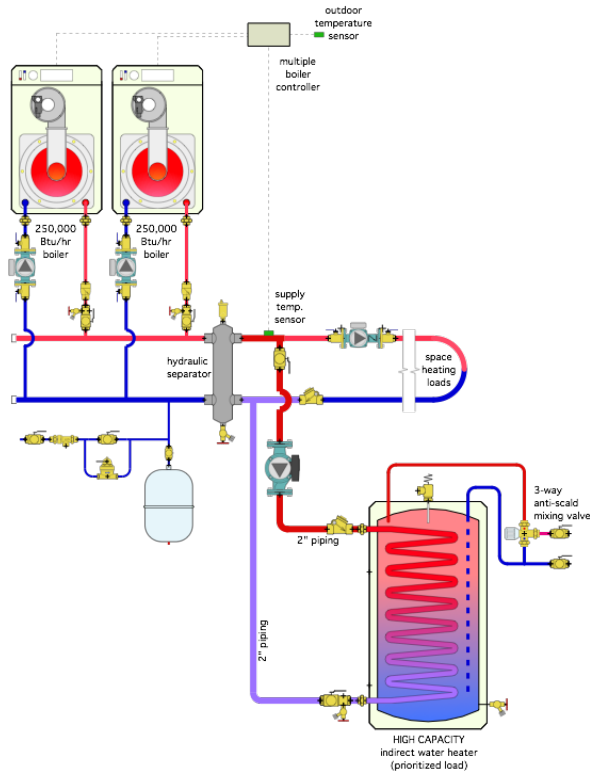 outdoor
temperature
sensor
multiple
boiler
controller
250,000
Btu/hr
boiler
250,000
Btu/hr
boiler
supply
temp.
sensor
hydraulic
separator
space
heating
loads
3-way
anti-scald
mixing valve
2" piping
2" piping
HIGH CAPACITY
indirect water heater
(prioritized load)